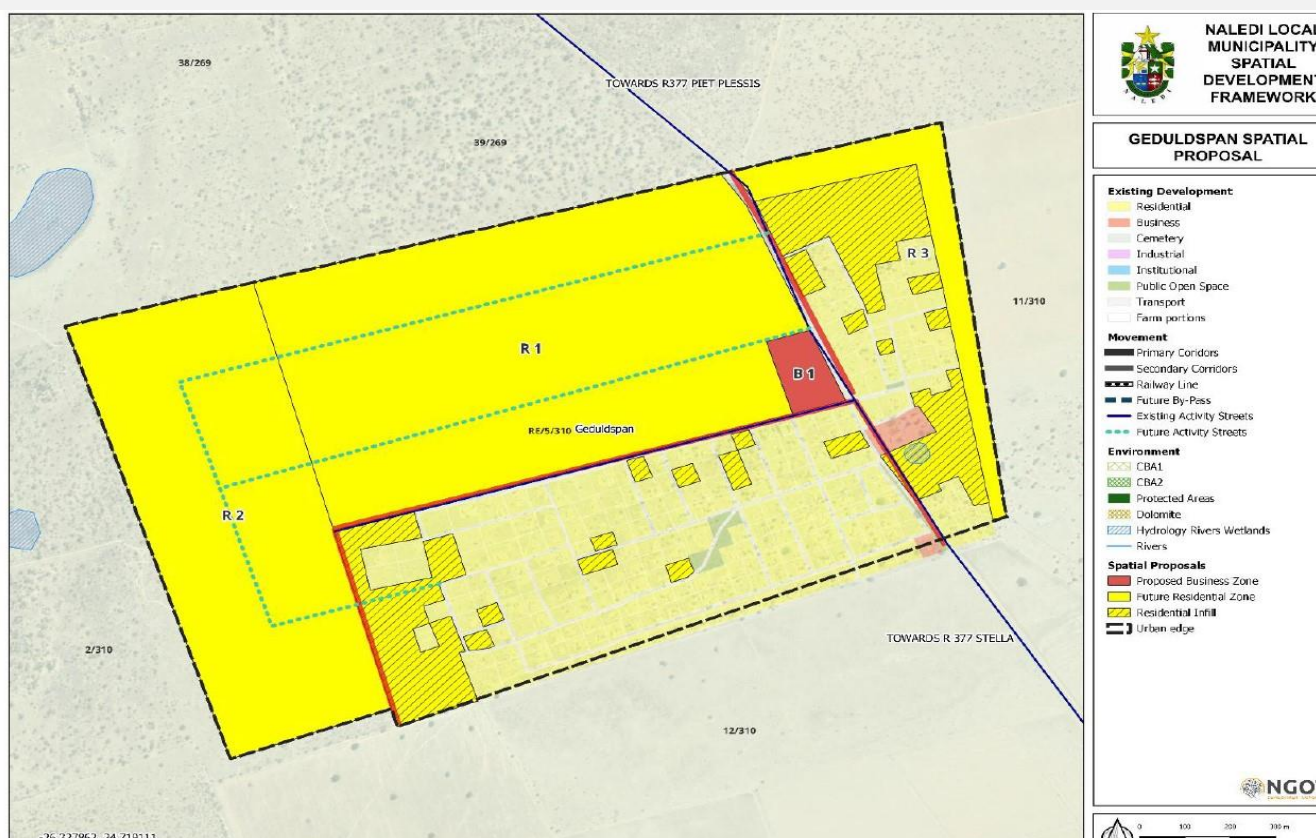 38/269
TOWARDS R377 PIET PLESSIS
39/269
R 3
11/310
R 1
B 1
RE/5/310 Geduldspan
R 2
2/310
TOWARDS R 377 STELLA
12/310
NALEDI LOCAL
MUNICIPALITY
SPATIAL
DEVELOPMENT
FRAMEWORK
NALEDI
GEDULDSPAN SPATIAL
PROPOSAL
Existing Development
Residential
Business
Cemetery
Industrial
Institutional
Public Open Space
Transport
Farm portions
Movement
Primary Coridors
Secondary Corridors
Railway Line
Future By-Pass
Existing Activity Streets
Future Activity Streets
Environment
CBA1
CBA2
Protected Areas
Dolomite
Hydrology Rivers Wetlands
Rivers
Spatial Proposals
Proposed Business Zone
Future Residential Zone
Residential Infill
Urban edge
0 100 200 300 m